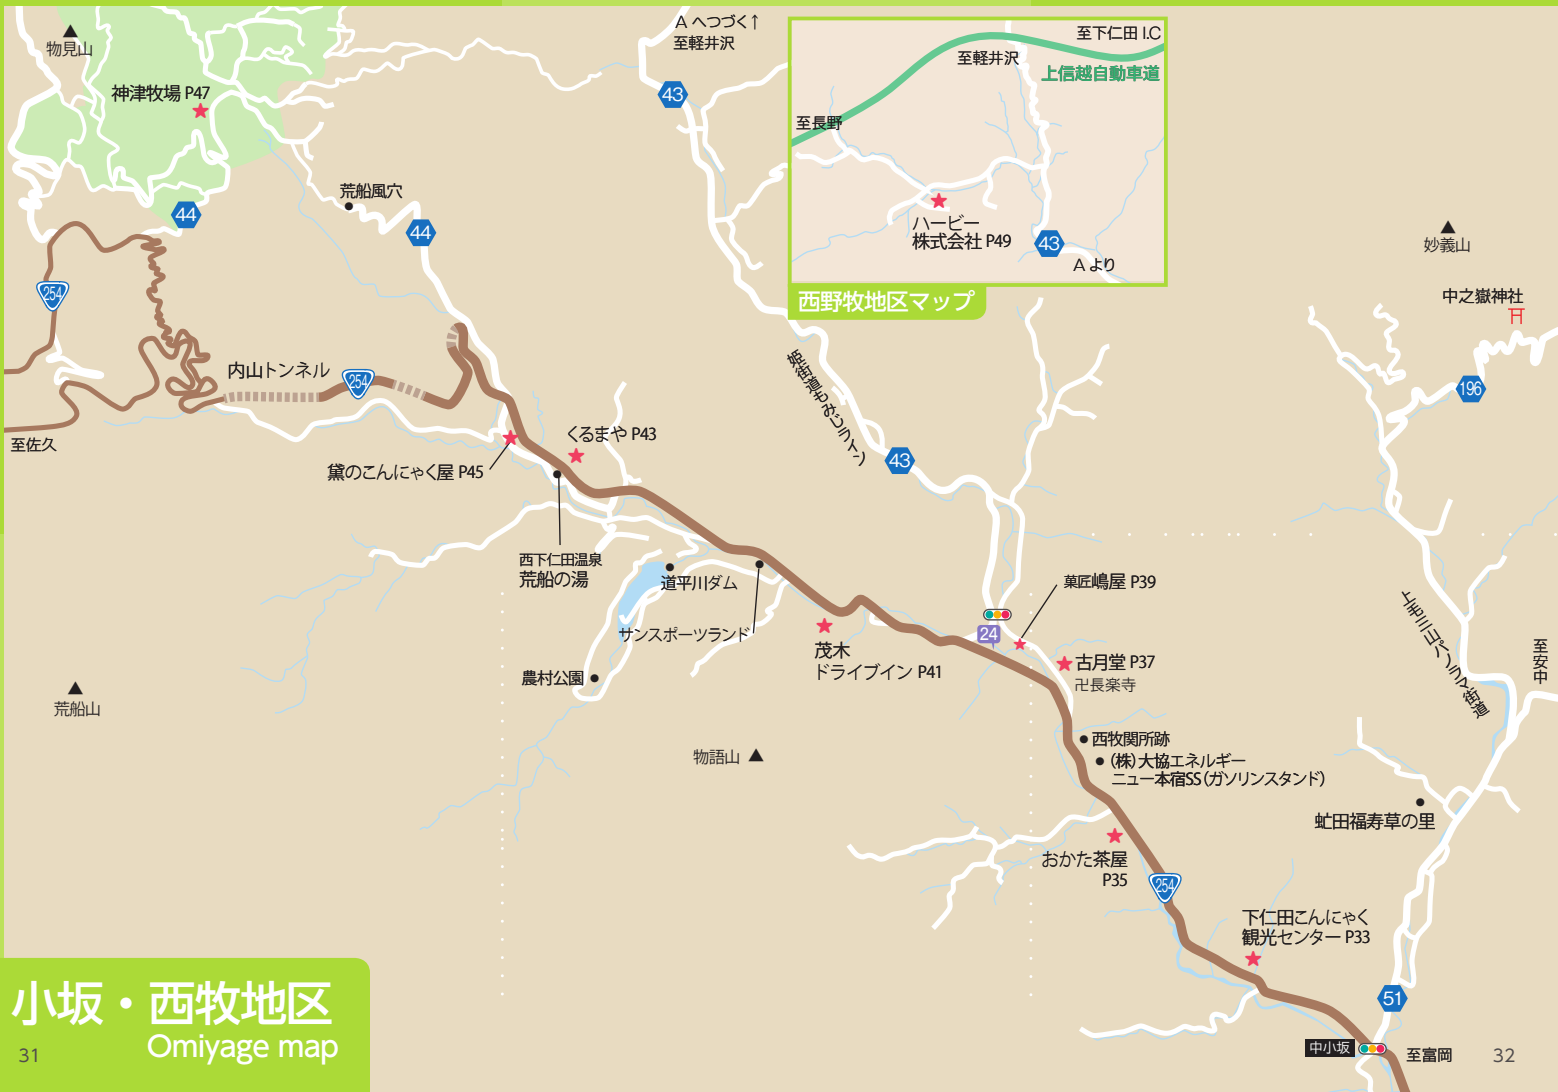 物見山
神津牧場 P47
44
254
荒船風穴
44
内山トンネル
254
至佐久
黛のこんにゃく屋 P45
くるまや P43
西下仁田温泉
荒船の湯
道平川ダム
サンスポーツランド
農村公園
荒船山
物語山
A へつづく↑
至軽井沢
43
至下仁田 I.C
至軽井沢
上信越自動車道
至長野
ハービー
株式会社 P49
43
A より
西野牧地区マップ
姫街道もみじライン
43
妙義山
中之嶽神社
196
上毛三山パノラマ街道
至安中
茂木
ドライブイン P41
24
菓匠嶋屋 P39
古月堂 P37
卍長楽寺
西牧関所跡
(株)大協エネルギー
ニュー本宿SS(ガソリンスタンド)
虻田福寿草の里
おかた茶屋
P35
254
下仁田こんにゃく
観光センター P33
51
中小坂
至富岡
小坂・西牧地区
Omiyage map
31
32